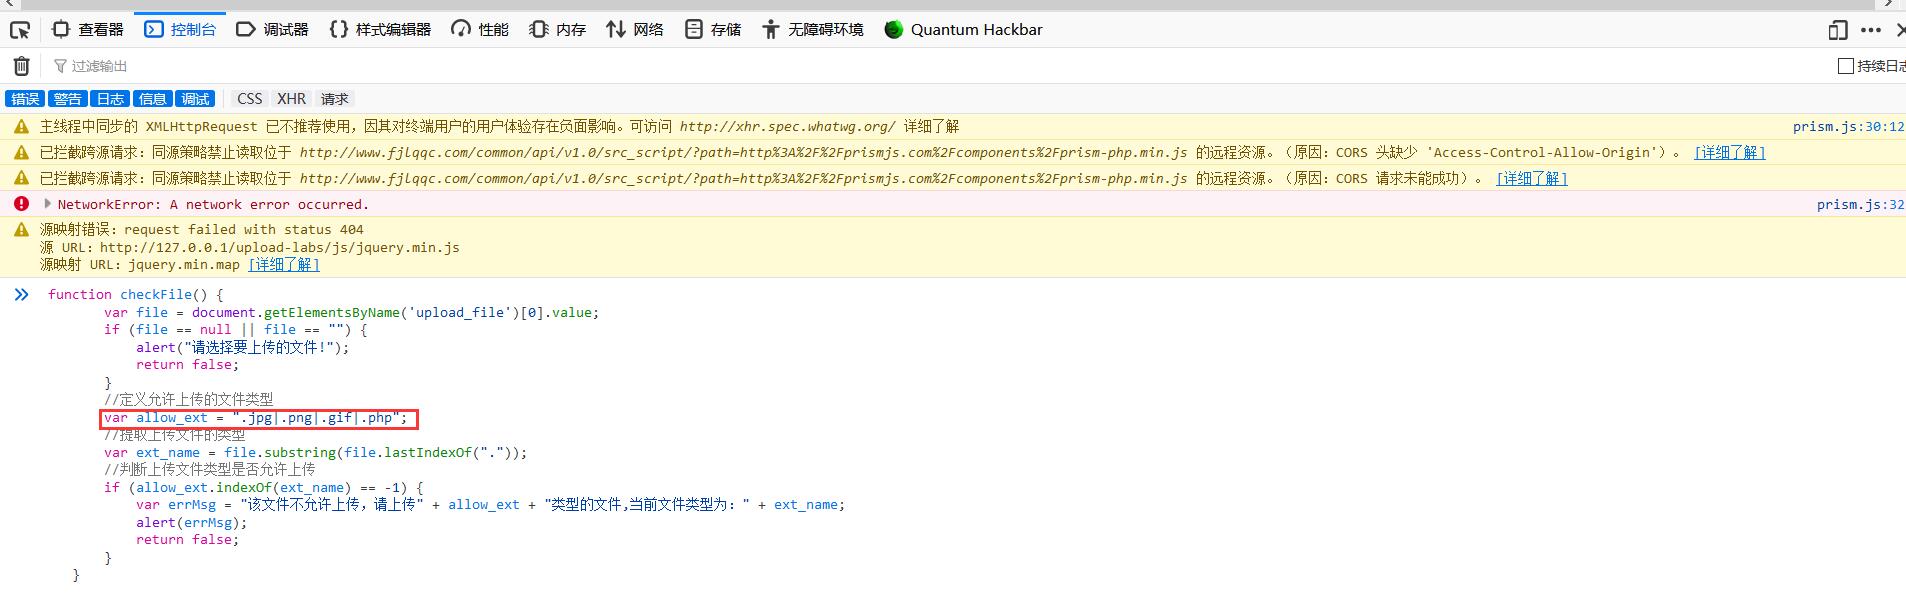 查看器 控制台 调试器 样式编辑器 性能 内存 网络 存储 无障碍环境 Quantum Hackbar
过滤输出 持续日志
错误 警告 日志 信息 调试 CSS XHR 请求
主线程中同步的 XMLHttpRequest 已不推荐使用，因其对终端用户的用户体验存在负面影响。可访问 http://xhr.spec.whatwg.org/ 详细了解 prism.js:30:12
已拦截跨源请求：同源策略禁止读取位于 http://www.fjlqqc.com/common/api/v1.0/src_script/?path=http%3A%2F%2Fprismjs.com%2Fcomponents%2Fprism-php.min.js 的远程资源。（原因：CORS 头缺少 'Access-Control-Allow-Origin'）。 [详细了解]
已拦截跨源请求：同源策略禁止读取位于 http://www.fjlqqc.com/common/api/v1.0/src_script/?path=http%3A%2F%2Fprismjs.com%2Fcomponents%2Fprism-php.min.js 的远程资源。（原因：CORS 请求未能成功）。 [详细了解]
NetworkError: A network error occurred. prism.js:32
源映射错误：request failed with status 404
源 URL：http://127.0.0.1/upload-labs/js/jquery.min.js
源映射 URL：jquery.min.map [详细了解]
function checkFile() {
var file = document.getElementsByName('upload_file')[0].value;
if (file == null || file == "") {
alert("请选择要上传的文件!");
return false;
}
//定义允许上传的文件类型
var allow_ext = ".jpg|.png|.gif|.php";
//提取上传文件的类型
var ext_name = file.substring(file.lastIndexOf("."));
//判断上传文件类型是否允许上传
if (allow_ext.indexOf(ext_name) == -1) {
var errMsg = "该文件不允许上传，请上传" + allow_ext + "类型的文件,当前文件类型为：" + ext_name;
alert(errMsg);
return false;
}
}